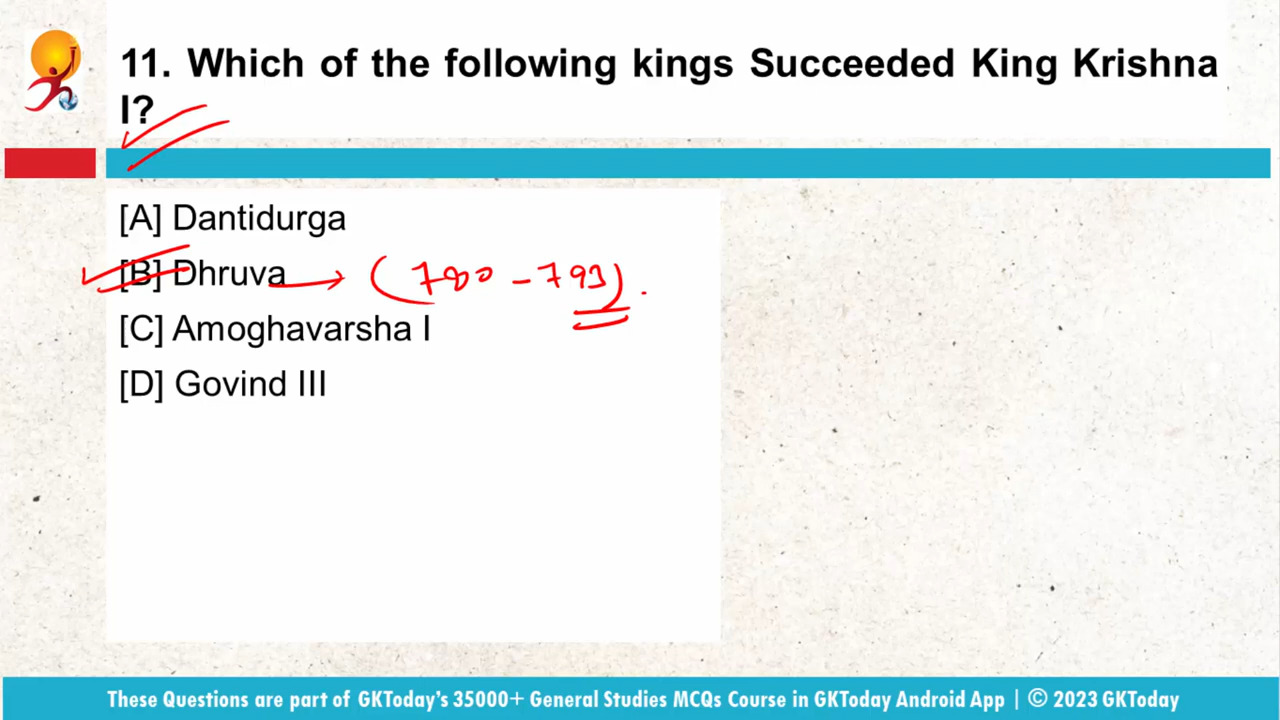 11. Which of the following kings Succeeded King Krishna
I?
[A] Dantidurga
[B] Dhruva → (780 - 793).
[C] Amoghavarsha I
[D] Govind III
These Questions are part of GKToday's 35000+ General Studies MCQs Course in GKToday Android App | © 2023 GKToday